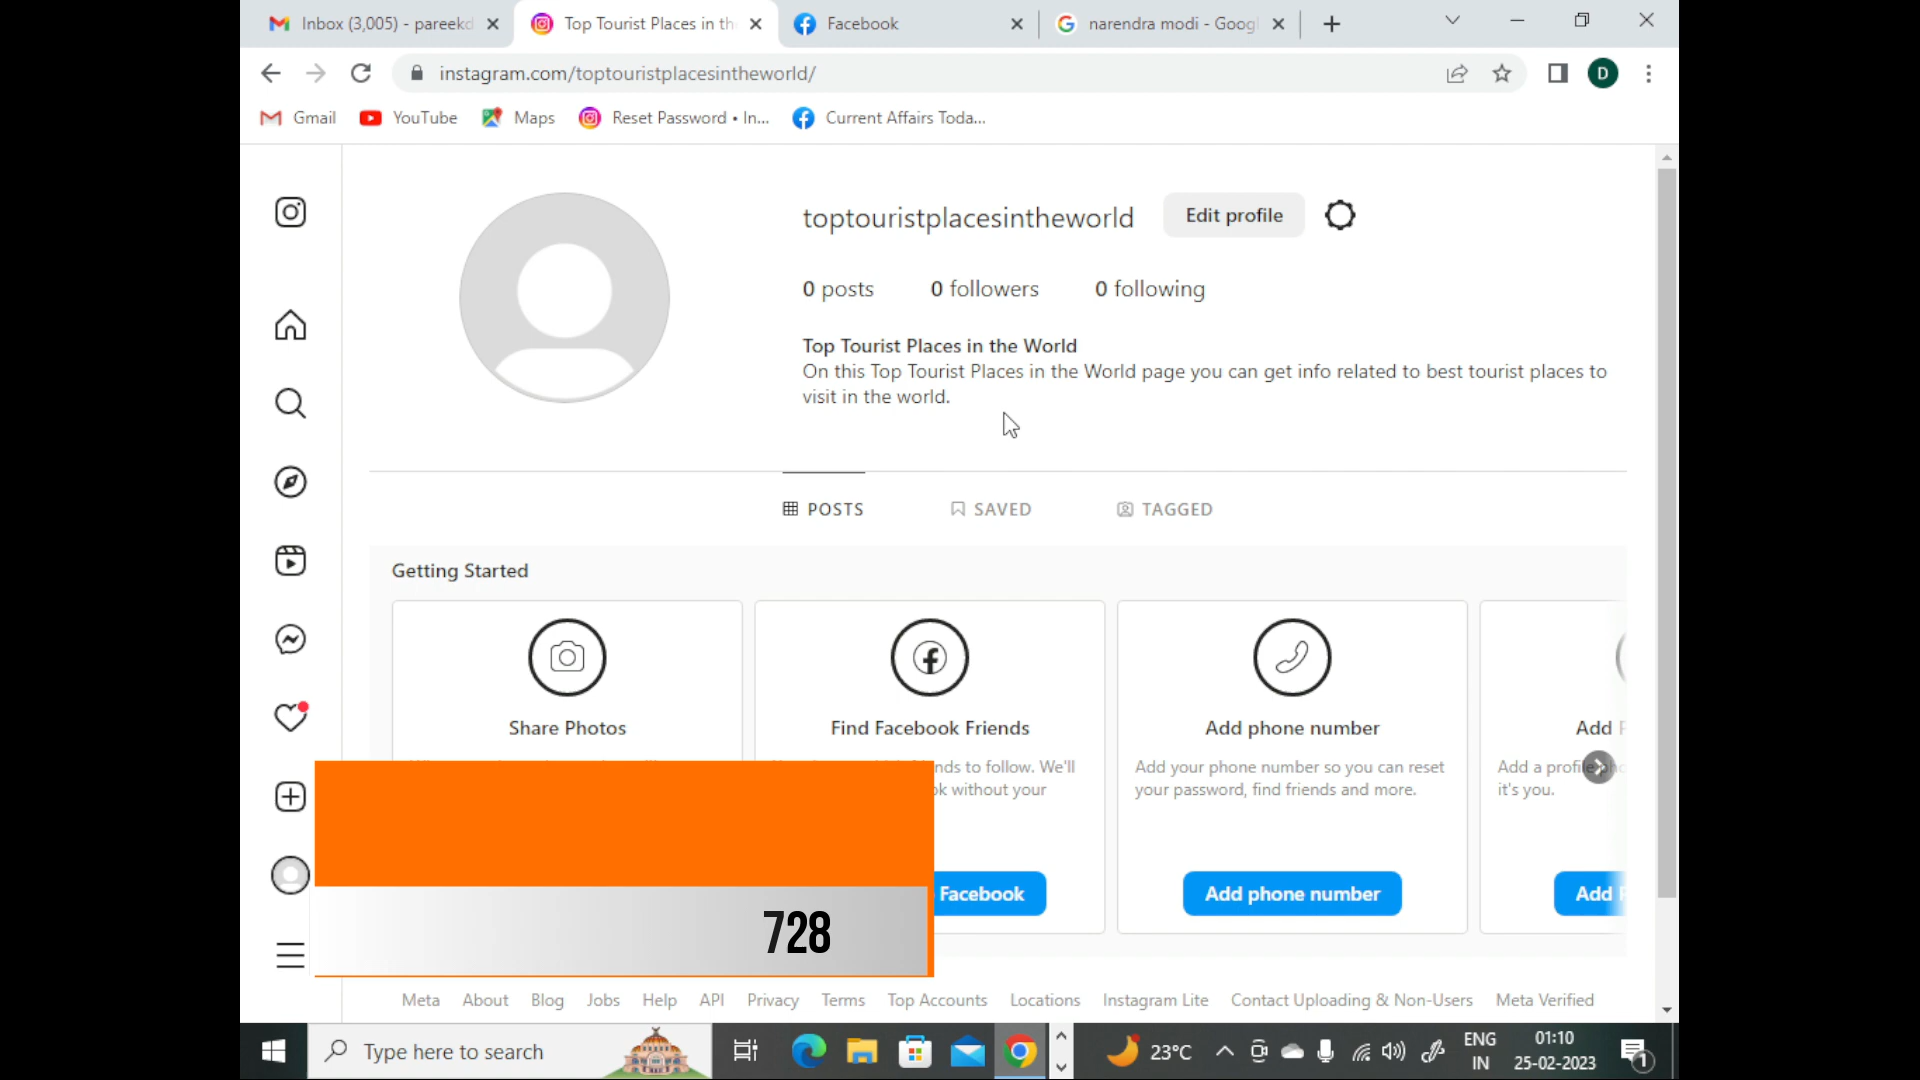 Inbox (3,005) - pareekd
Top Tourist Places in th
Facebook
narendra modi - Goog
instagram.com/toptouristplacesintheworld/
D
Gmail
YouTube
Maps
Reset Password • In...
Current Affairs Toda...
toptouristplacesintheworld
Edit profile
0 posts
0 followers
0 following
Top Tourist Places in the World
On this Top Tourist Places in the World page you can get info related to best tourist places to
visit in the world.
POSTS
SAVED
TAGGED
Getting Started
Share Photos
Find Facebook Friends
Add phone number
Add
nds to follow. We'll
Add your phone number so you can reset
Add a profile
ok without your
your password, find friends and more.
it's you.
Facebook
Add phone number
Add
728
Meta
About
Blog
Jobs
Help
API
Privacy
Terms
Top Accounts
Locations
Instagram Lite
Contact Uploading & Non-Users
Meta Verified
Type here to search
23°C
ENG
IN
01:10
25-02-2023
1